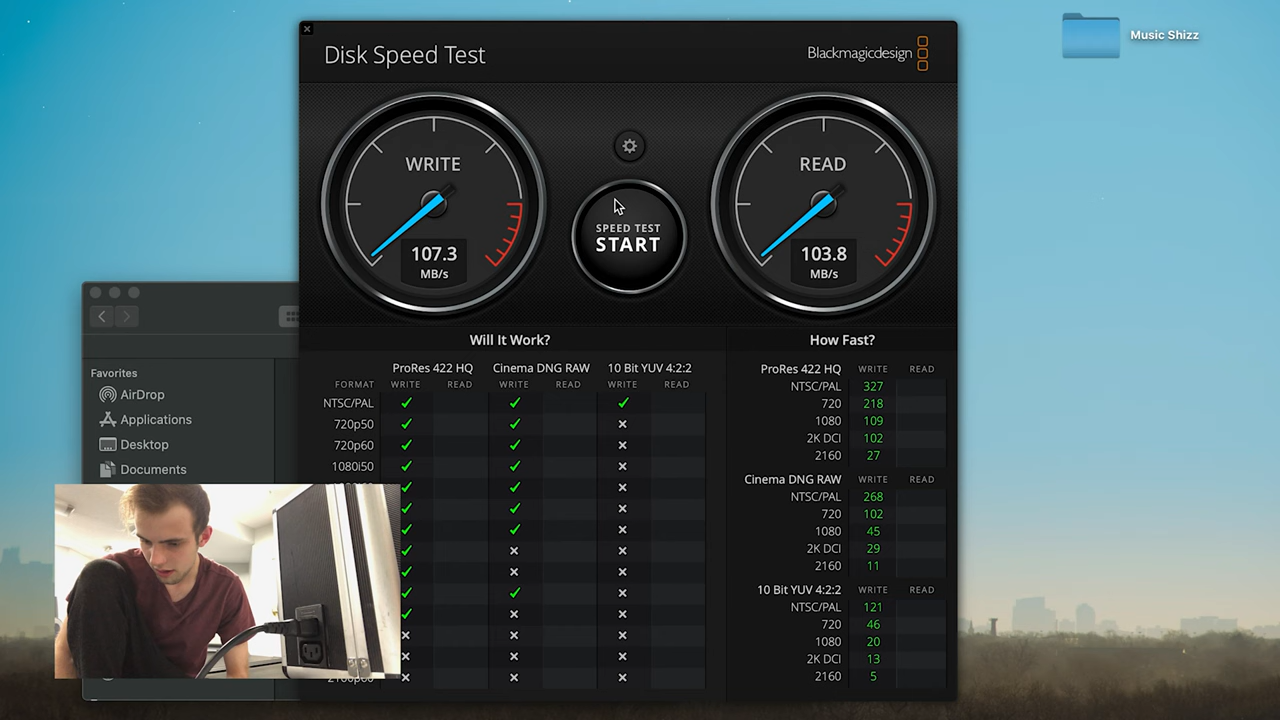 Disk Speed Test
Blackmagicdesign
Music Shizz
WRITE
READ
SPEED TEST
START
107.3
MB/s
103.8
MB/s
Will It Work?
How Fast?
ProRes 422 HQ Cinema DNG RAW 10 Bit YUV 4:2:2
FORMAT WRITE READ WRITE READ WRITE READ
NTSC/PAL ✓ ✓ ✓
720p50 ✓ ✓ ×
720p60 ✓ ✓ ×
1080i50 ✓ ✓ ×
✓ ✓ ×
✓ ✓ ×
✓ ✓ ×
✓ × ×
✓ × ×
✓ ✓ ×
✓ × ×
× × ×
× × ×
2160p60 × × ×
ProRes 422 HQ WRITE READ
NTSC/PAL 327
720 218
1080 109
2K DCI 102
2160 27
Cinema DNG RAW WRITE READ
NTSC/PAL 268
720 102
1080 45
2K DCI 29
2160 11
10 Bit YUV 4:2:2 WRITE READ
NTSC/PAL 121
720 46
1080 20
2K DCI 13
2160 5
Favorites
AirDrop
Applications
Desktop
Documents